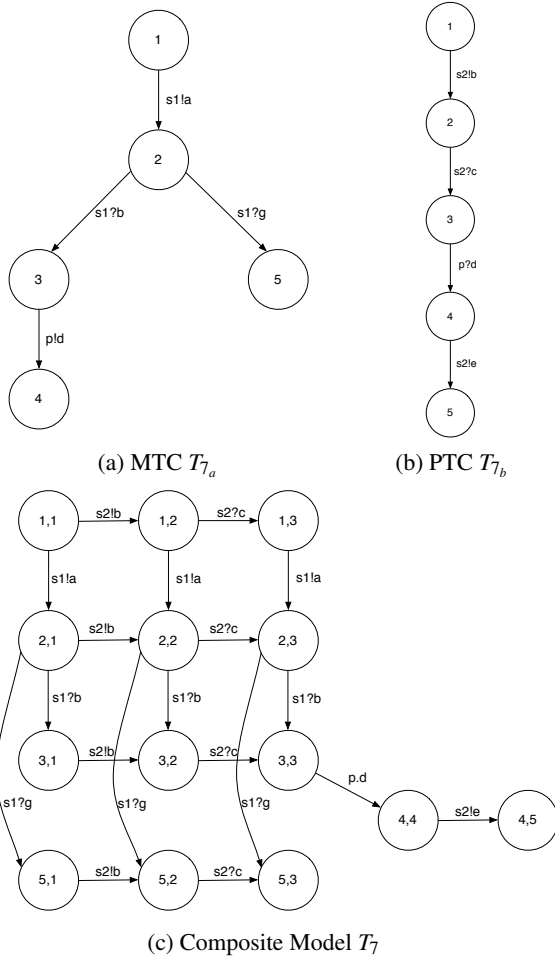 1
s1!a
2
s1?b
s1?g
3
5
p!d
4
(a) MTC T7a
1
s2!b
2
s2?c
3
p?d
4
s2!e
5
(b) PTC T7b
1,1 s2!b 1,2 s2?c 1,3
s1!a s1!a s1!a
2,1 s2!b 2,2 s2?c 2,3
s1?b s1?b s1?b
3,1 s2!b 3,2 s2?c 3,3
p.d
s1?g s1?g s1?g
4,4 s2!e 4,5
5,1 s2!b 5,2 s2?c 5,3
(c) Composite Model T7